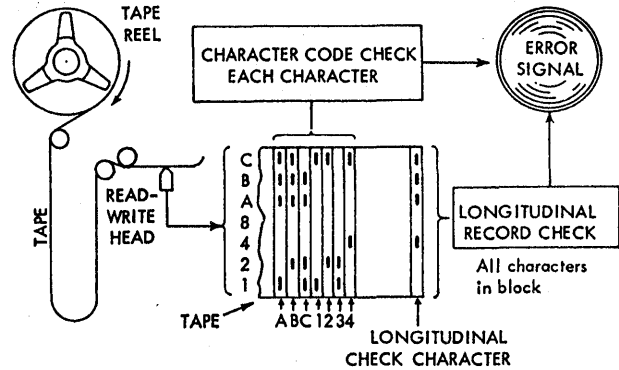 TAPE
REEL
CHARACTER CODE CHECK
EACH CHARACTER
ERROR
SIGNAL
C
B
A
8
4
2
1
READ-
WRITE
HEAD
TAPE
LONGITUDINAL
RECORD CHECK
All characters
in block
TAPE
A B C 1 2 3 4
LONGITUDINAL
CHECK CHARACTER